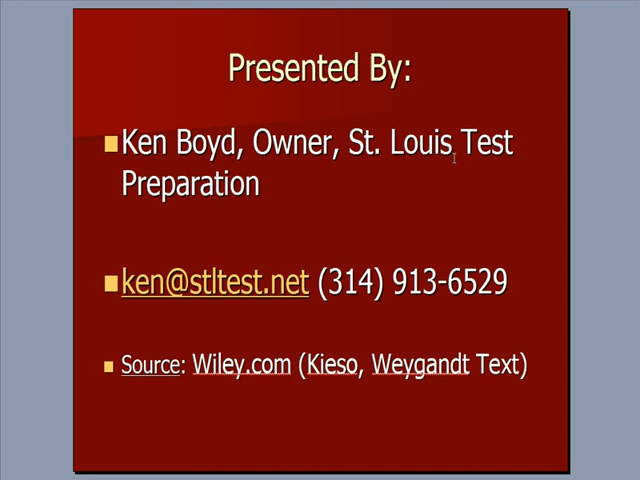 Presented By:
Ken Boyd, Owner, St. Louis Test
Preparation
ken@stltest.net (314) 913-6529
Source: Wiley.com (Kieso, Weygandt Text)